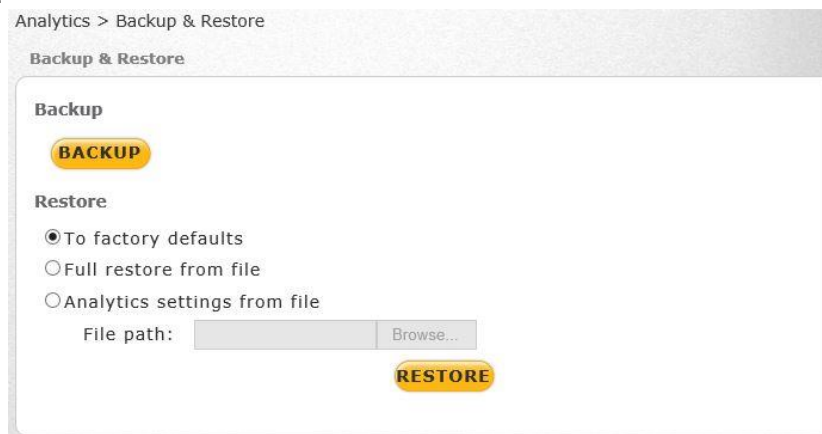 Analytics > Backup & Restore
Backup & Restore
Backup
BACKUP
Restore
To factory defaults
Full restore from file
Analytics settings from file
File path: Browse...
RESTORE